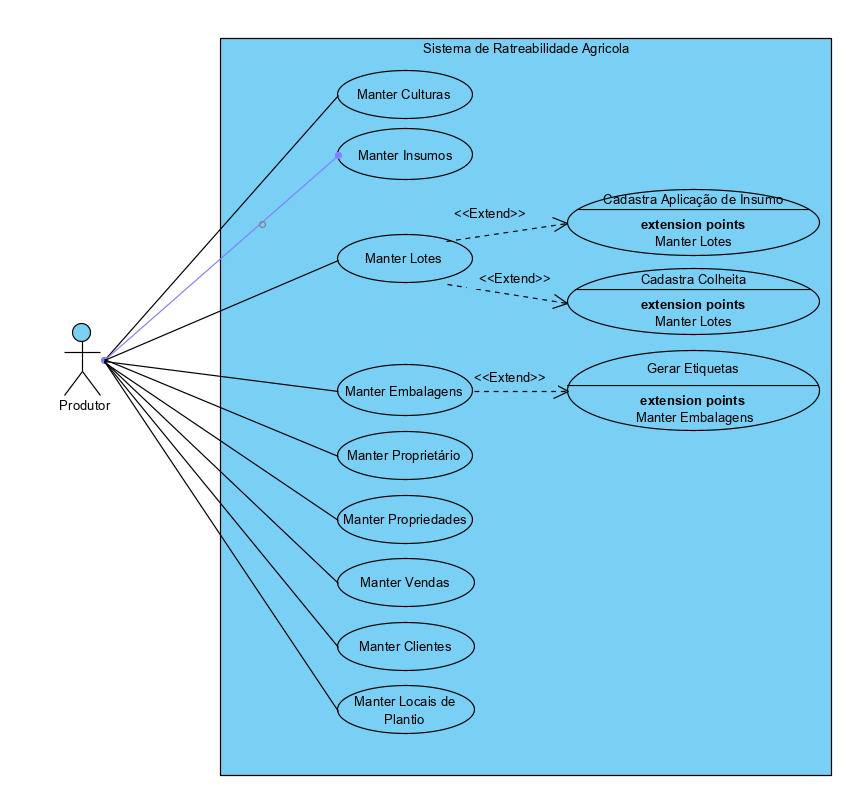 Sistema de Ratreabilidade Agricola
Manter Culturas
Manter Insumos
<<Extend>>
Cadastra Aplicação de Insumo
extension points
Manter Lotes
Manter Lotes
<<Extend>>
Cadastra Colheita
extension points
Manter Lotes
Produtor
Manter Embalagens
<<Extend>>
Gerar Etiquetas
extension points
Manter Embalagens
Manter Proprietário
Manter Propriedades
Manter Vendas
Manter Clientes
Manter Locais de
Plantio